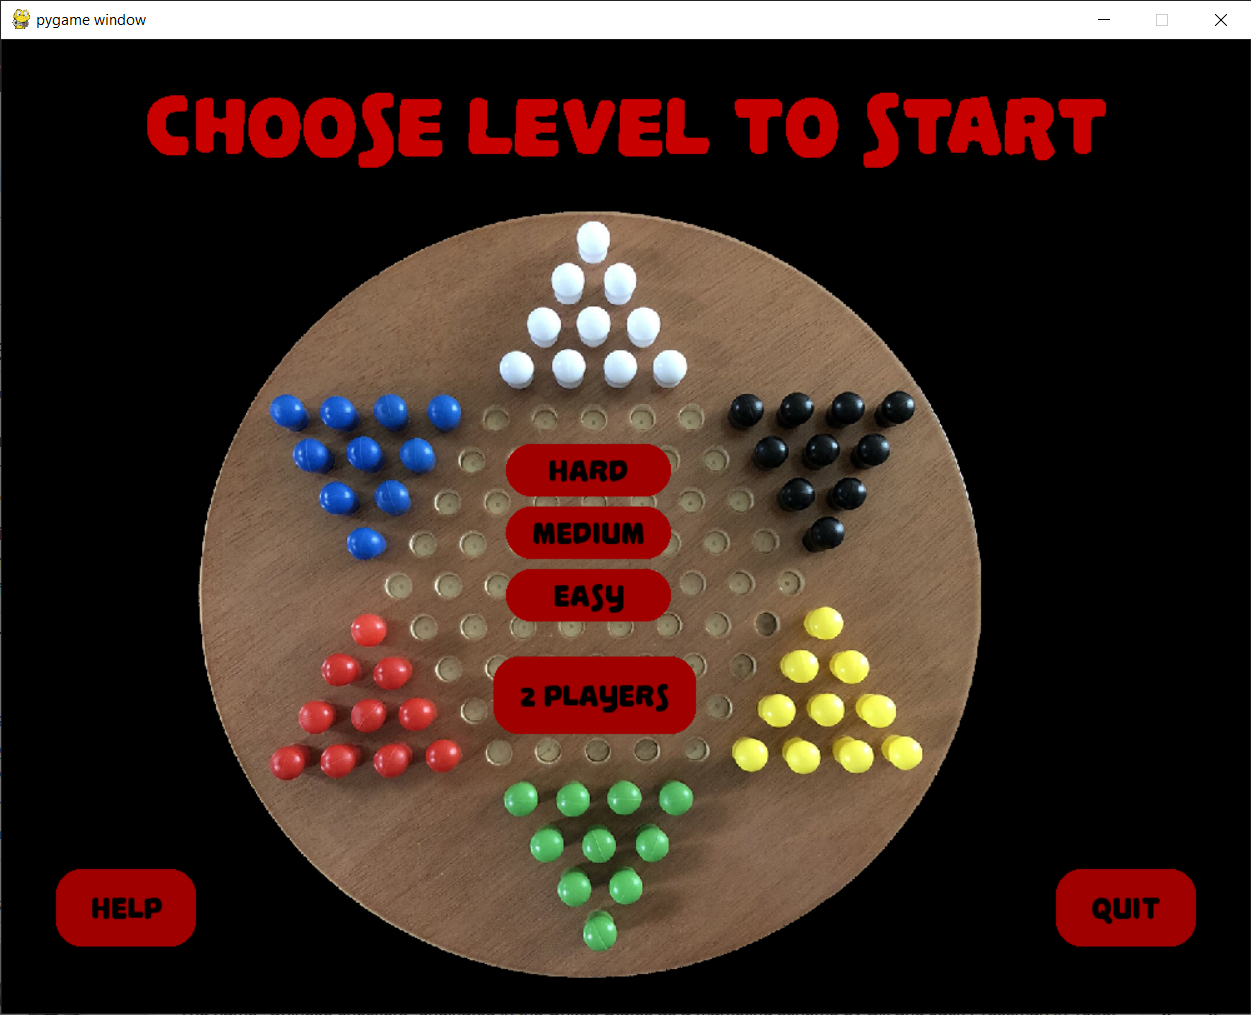 pygame window
CHOOSE LEVEL TO START
HARD
MEDIUM
EASY
2 PLAYERS
HELP
QUIT